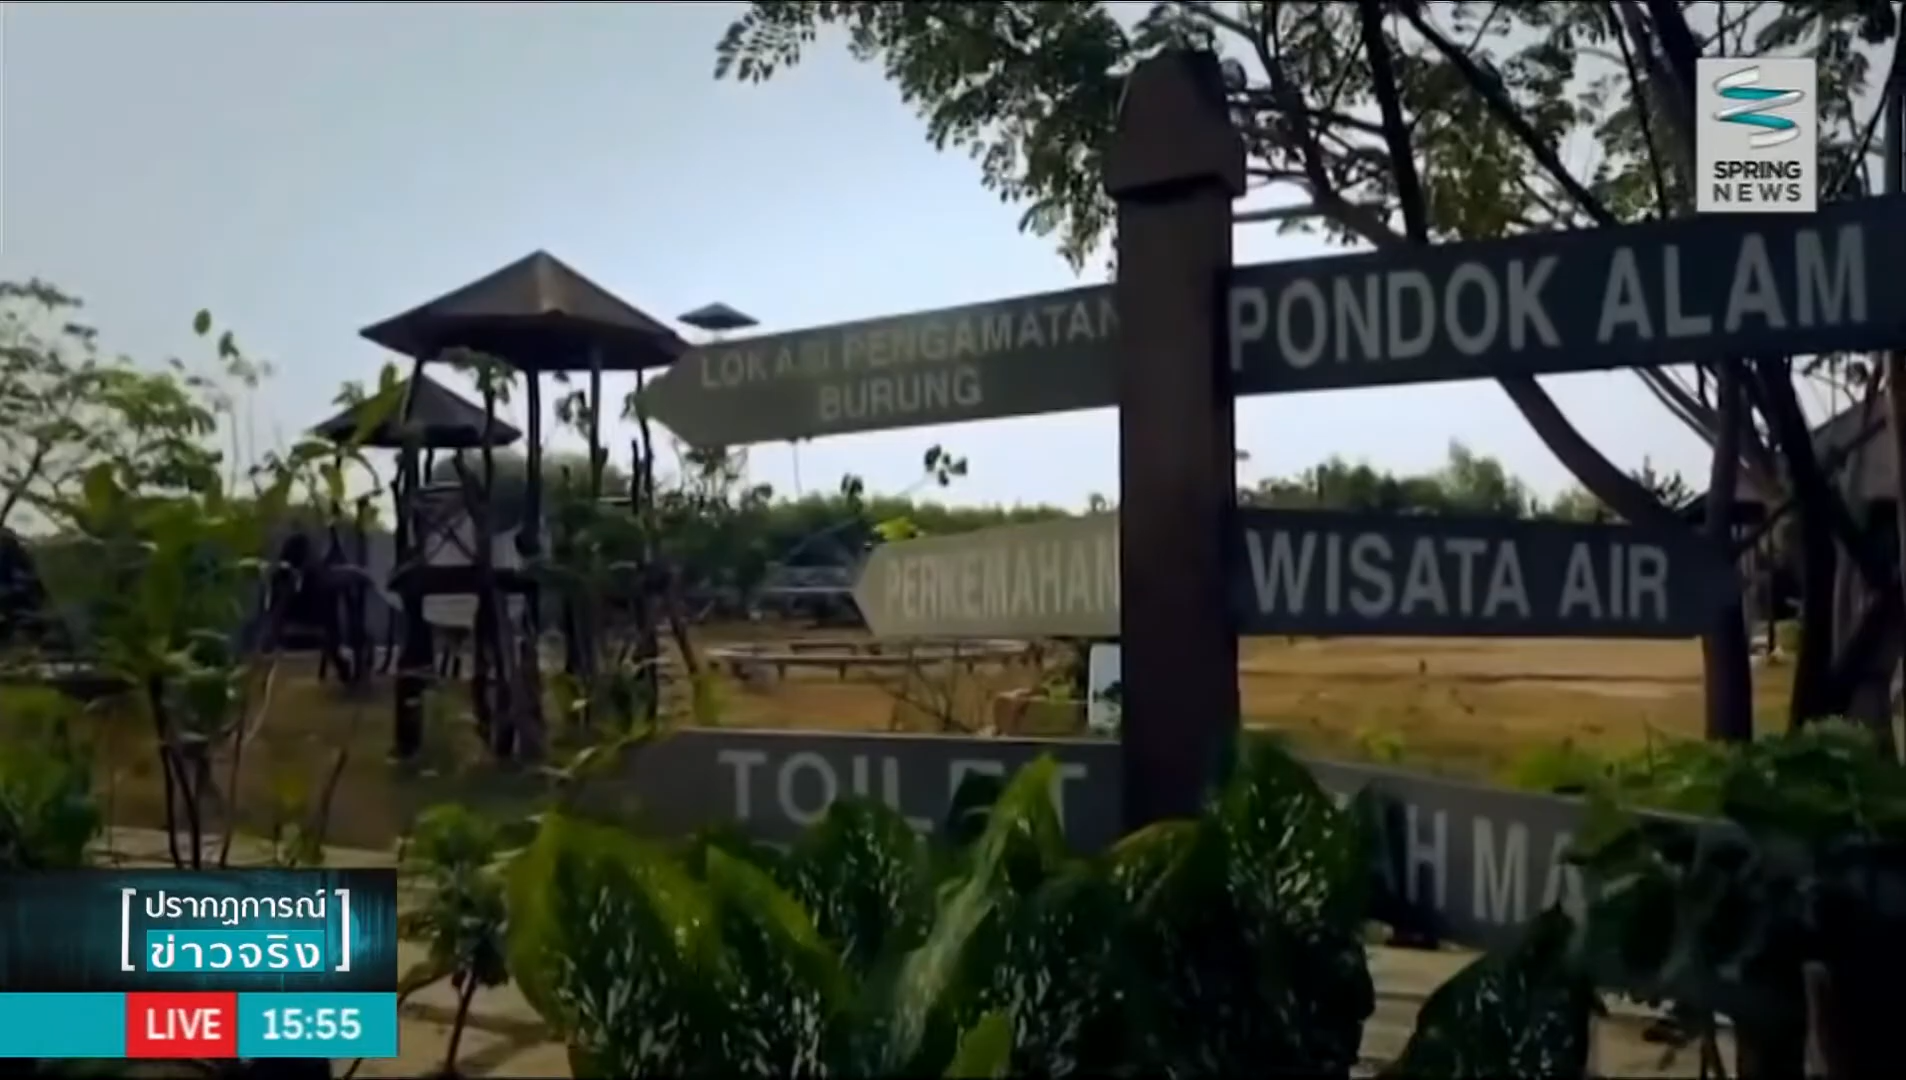 SPRING
NEWS
LOKASI PENGAMATAN
BURUNG
PONDOK ALAM
PERKEMAHAN
WISATA AIR
TOILET
[ปรากฏการณ์
ข่าวจริง]
LIVE 15:55